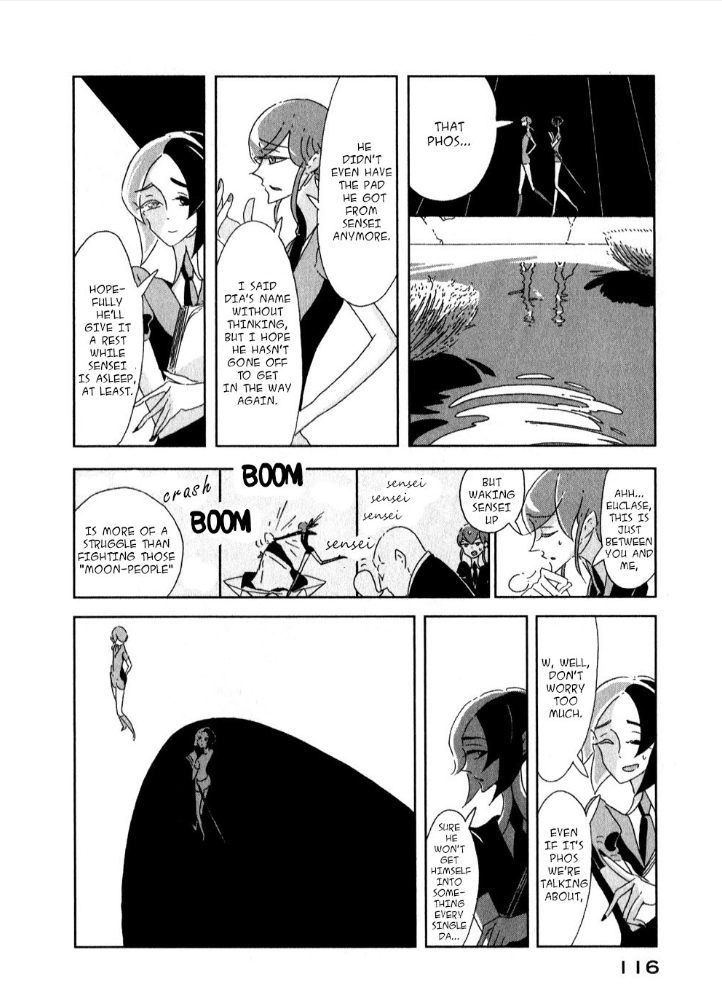 THAT
PHOS...
HE
DIDN'T
EVEN HAVE
THE PAD
HE GOT
FROM
SENSEI
ANYMORE.
I SAID
DIA'S NAME
WITHOUT
THINKING,
BUT I HOPE
HE HASN'T
GONE OFF
TO GET
IN THE WAY
AGAIN.
HOPE-
FULLY
HE'LL
GIVE IT
A REST
WHILE
SENSEI
IS ASLEEP,
AT LEAST.
AHH...
EUCLASE,
THIS IS
JUST
BETWEEN
YOU AND
ME,
BUT
WAKING
SENSEI
UP
sensei
sensei
sensei
sensei
BOOM
BOOM
crash
IS MORE OF A
STRUGGLE THAN
FIGHTING THOSE
"MOON-PEOPLE"
W, WELL,
DON'T
WORRY
TOO
MUCH.
EVEN
IF IT'S
PHOS
WE'RE
TALKING
ABOUT,
SURE
HE
WON'T
GET
HIMSELF
INTO
SOME-
THING
EVERY
SINGLE
DA...
116